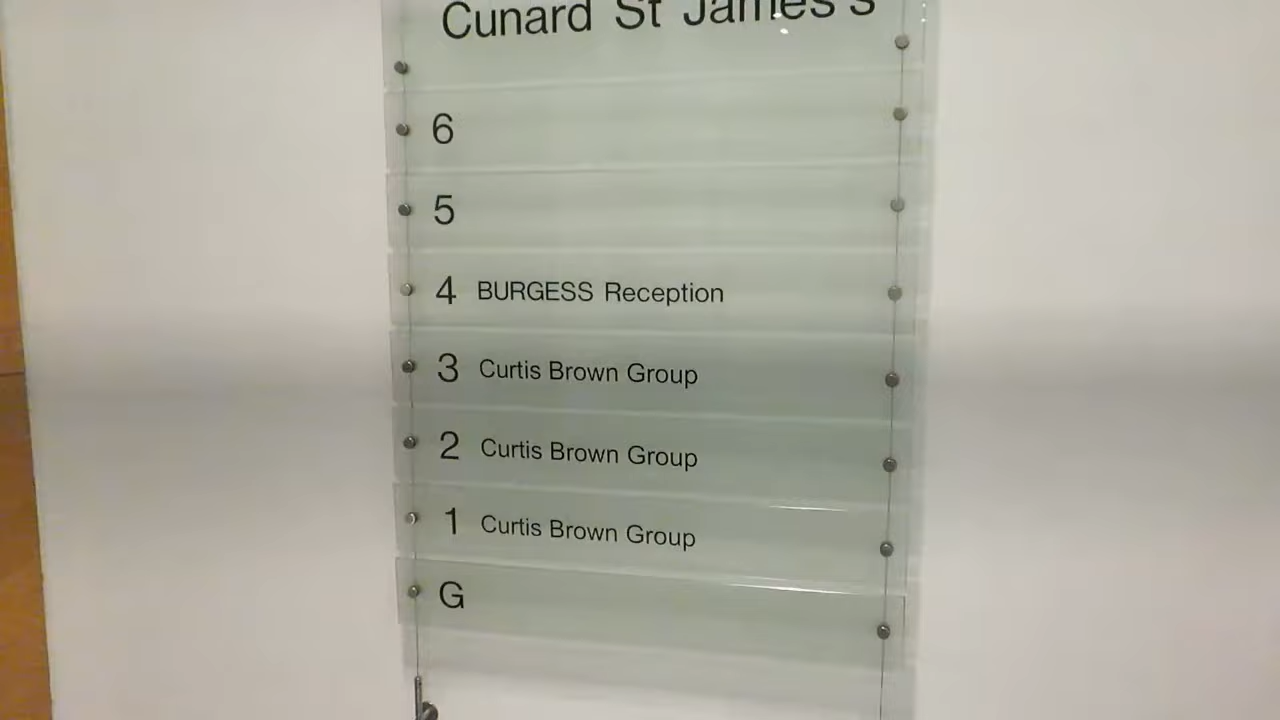 Cunard St James's
6
5
4 BURGESS Reception
3 Curtis Brown Group
2 Curtis Brown Group
1 Curtis Brown Group
G